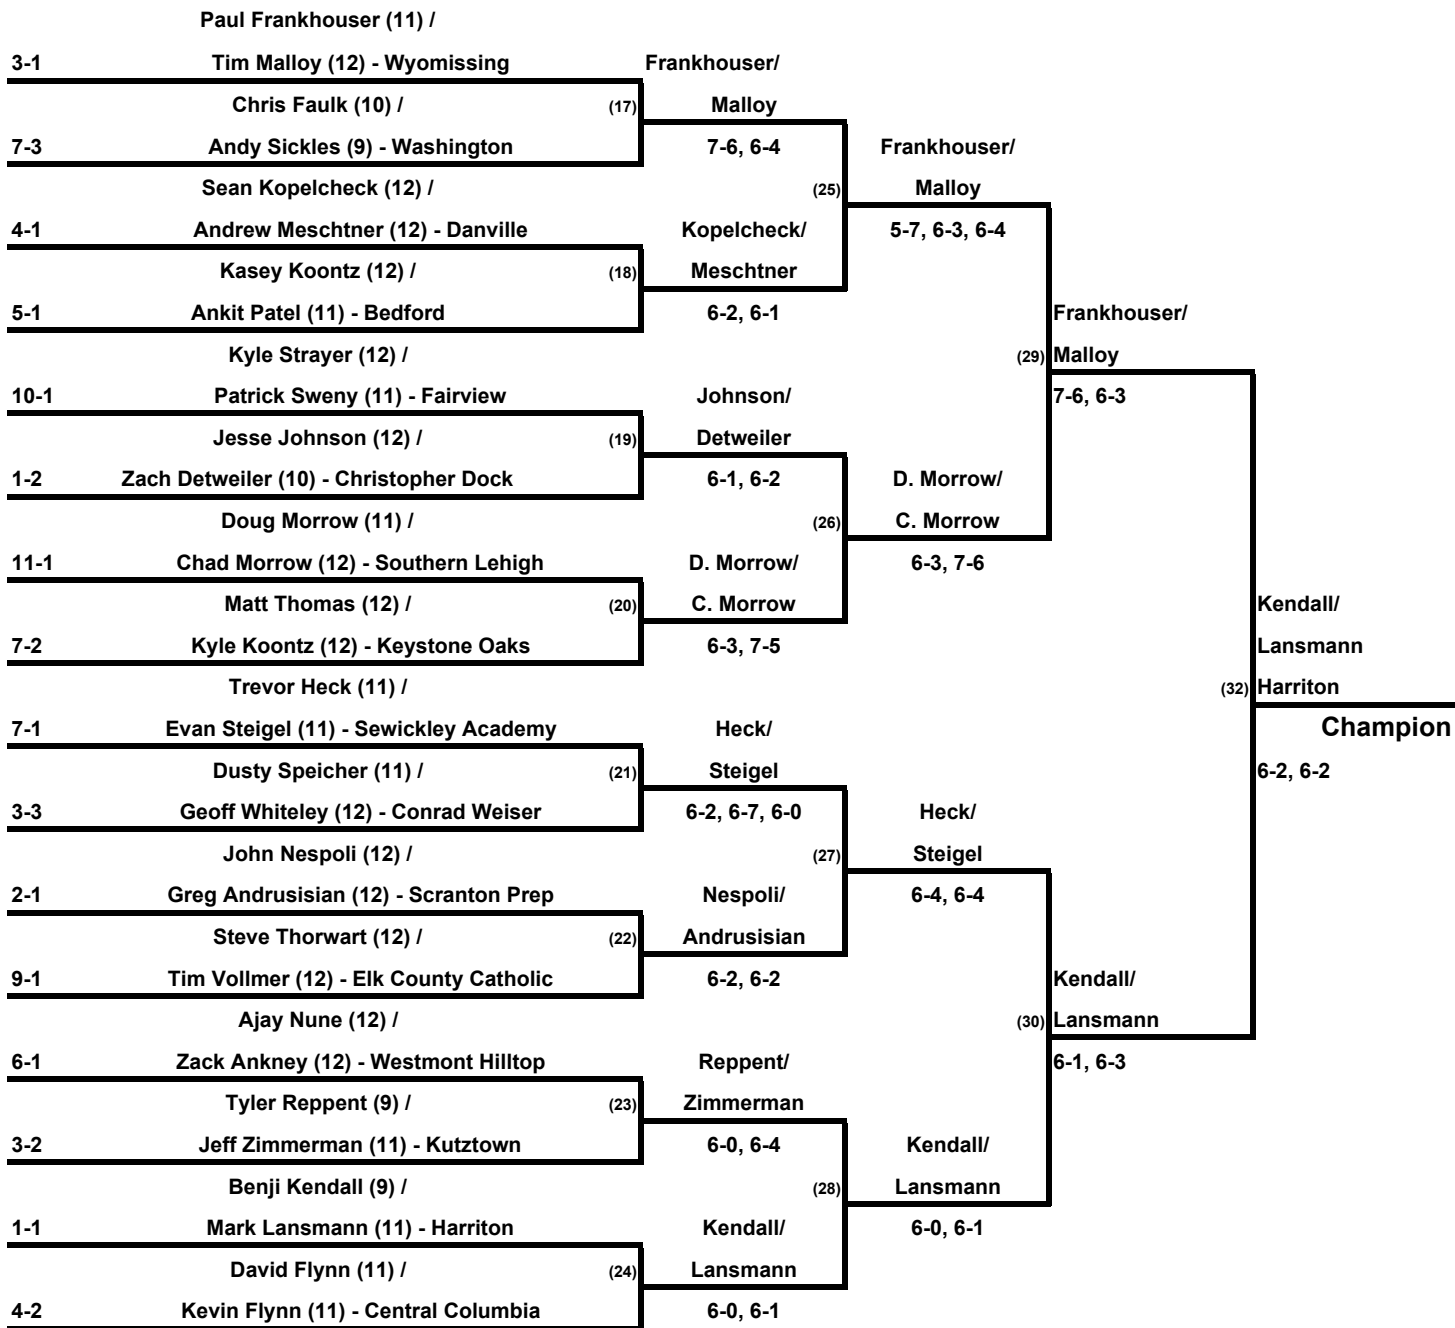 Paul Frankhouser (11) /
3-1 Tim Malloy (12) - Wyomissing Frankhouser/
Chris Faulk (10) / (17) Malloy
7-3 Andy Sickles (9) - Washington 7-6, 6-4 Frankhouser/
Sean Kopelcheck (12) / (25) Malloy
4-1 Andrew Meschtner (12) - Danville Kopelcheck/ 5-7, 6-3, 6-4
Kasey Koontz (12) / (18) Meschtner
5-1 Ankit Patel (11) - Bedford 6-2, 6-1 Frankhouser/
Kyle Strayer (12) / (29) Malloy
10-1 Patrick Sweny (11) - Fairview Johnson/ 7-6, 6-3
Jesse Johnson (12) / (19) Detweiler
1-2 Zach Detweiler (10) - Christopher Dock 6-1, 6-2 D. Morrow/
Doug Morrow (11) / (26) C. Morrow
11-1 Chad Morrow (12) - Southern Lehigh D. Morrow/ 6-3, 7-6
Matt Thomas (12) / (20) C. Morrow Kendall/
7-2 Kyle Koontz (12) - Keystone Oaks 6-3, 7-5 Lansmann
Trevor Heck (11) / (32) Harriton
7-1 Evan Steigel (11) - Sewickley Academy Heck/ Champion
Dusty Speicher (11) / (21) Steigel 6-2, 6-2
3-3 Geoff Whiteley (12) - Conrad Weiser 6-2, 6-7, 6-0 Heck/
John Nespoli (12) / (27) Steigel
2-1 Greg Andrusisian (12) - Scranton Prep Nespoli/ 6-4, 6-4
Steve Thorwart (12) / (22) Andrusisian
9-1 Tim Vollmer (12) - Elk County Catholic 6-2, 6-2 Kendall/
Ajay Nune (12) / (30) Lansmann
6-1 Zack Ankney (12) - Westmont Hilltop Reppent/ 6-1, 6-3
Tyler Reppent (9) / (23) Zimmerman
3-2 Jeff Zimmerman (11) - Kutztown 6-0, 6-4 Kendall/
Benji Kendall (9) / (28) Lansmann
1-1 Mark Lansmann (11) - Harriton Kendall/ 6-0, 6-1
David Flynn (11) / (24) Lansmann
4-2 Kevin Flynn (11) - Central Columbia 6-0, 6-1